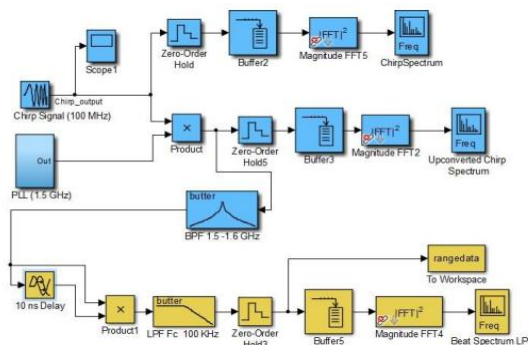 Scope1
Zero-Order
Hold
Buffer2
|FFT|²
Magnitude FFT5
Freq
ChirpSpectrum
Chirp_output
Chirp Signal (100 MHz)
Out
PLL (1.5 GHz)
×
Product
Zero-Order
Hold5
Buffer3
|FFT|²
Magnitude FFT2
Freq
Upconverted Chirp
Spectrum
butter
BPF 1.5 -1.6 GHz
rangedata
To Workspace
10 ns Delay
×
Product1
butter
LPF Fc 100 KHz
Zero-Order
Hold3
Buffer5
|FFT|²
Magnitude FFT4
Freq
Beat Spectrum LP